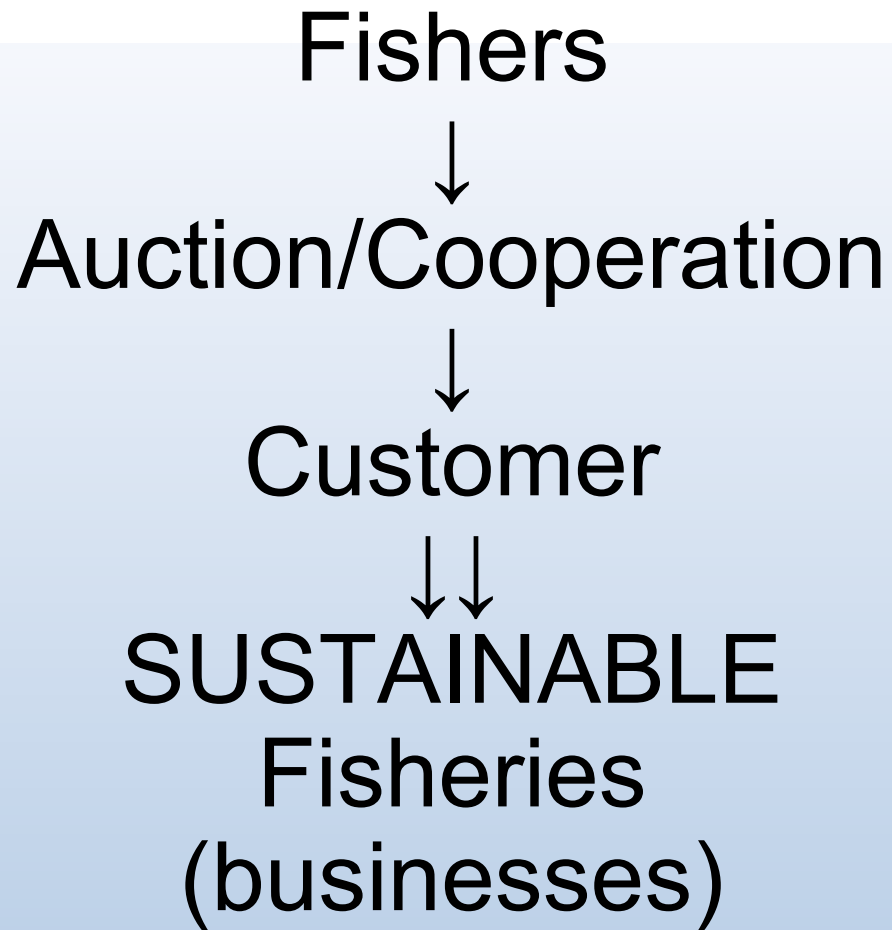 Fishers
↓
Auction/Cooperation
↓
Customer
↓↓
SUSTAINABLE
Fisheries
(businesses)